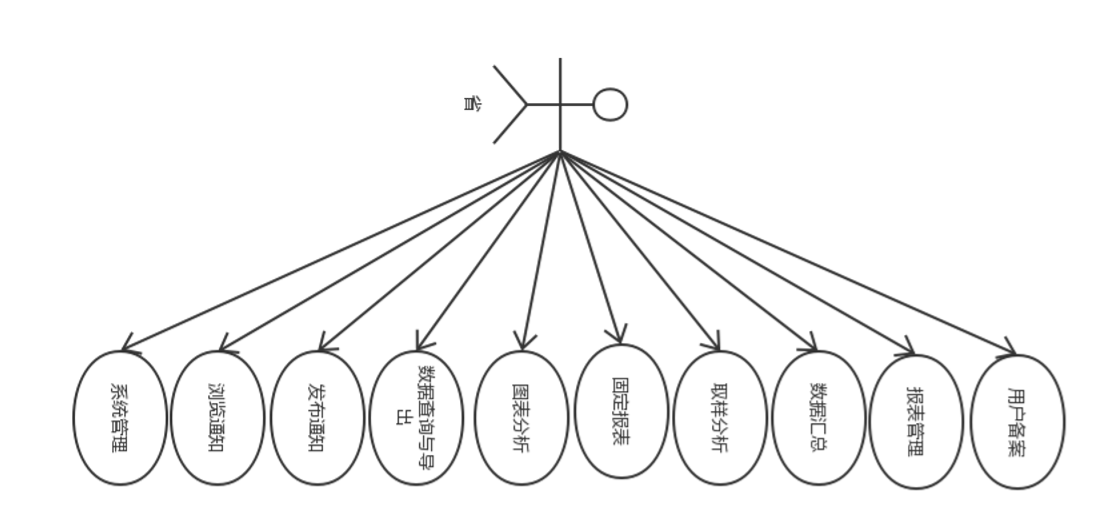 用户备案
报表管理
数据汇总
取样分析
固定报表
图表分析
省
数据查询与导
出
发布通知
浏览通知
系统管理